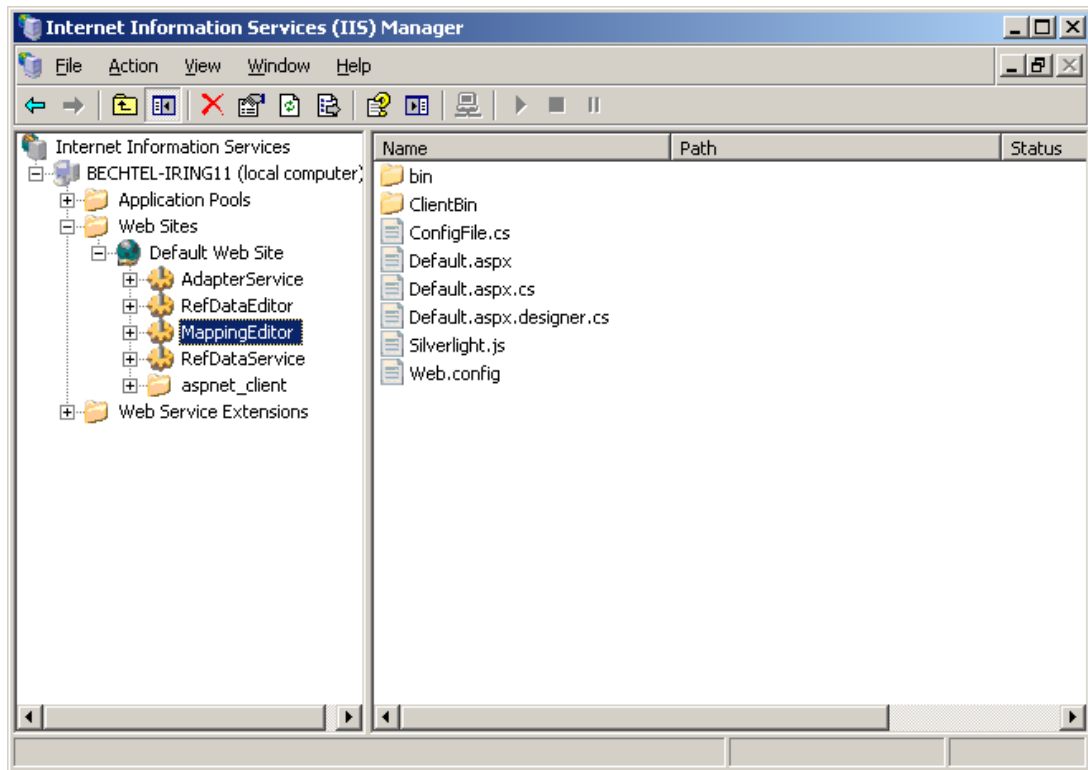 Internet Information Services (IIS) Manager
File Action View Window Help
Internet Information Services
BECHTEL-IRING11 (local computer)
Application Pools
Web Sites
Default Web Site
AdapterService
RefDataEditor
MappingEditor
RefDataService
aspnet_client
Web Service Extensions
Name Path Status
bin
ClientBin
ConfigFile.cs
Default.aspx
Default.aspx.cs
Default.aspx.designer.cs
Silverlight.js
Web.config